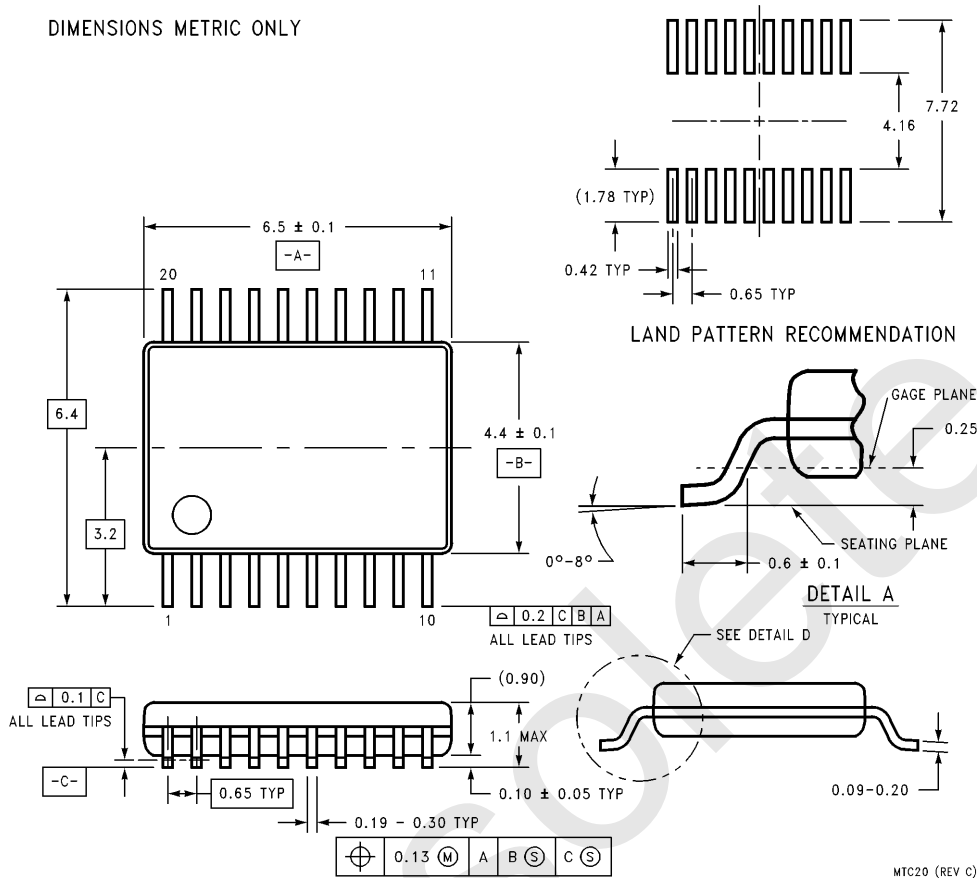 DIMENSIONS METRIC ONLY
7.72
4.16
(1.78 TYP)
0.42 TYP
0.65 TYP
LAND PATTERN RECOMMENDATION
6.5 ± 0.1
-A-
20
11
6.4
3.2
4.4 ± 0.1
-B-
1
10
⌓ 0.2 C B A
ALL LEAD TIPS
GAGE PLANE
0.25
SEATING PLANE
0°-8°
0.6 ± 0.1
DETAIL A
TYPICAL
SEE DETAIL D
0.09-0.20
⌓ 0.1 C
ALL LEAD TIPS
-C-
(0.90)
1.1 MAX
0.65 TYP
0.10 ± 0.05 TYP
0.19 - 0.30 TYP
⌖ 0.13 Ⓜ A B Ⓢ C Ⓢ
MTC20 (REV C)
solete